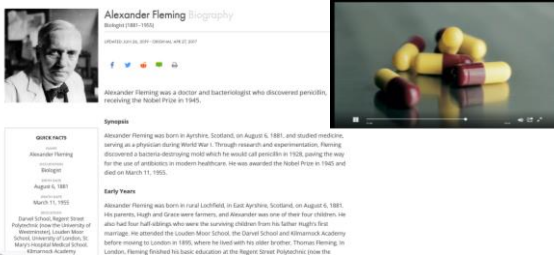 Alexander Fleming Biography
Biologist (1881–1955)
Alexander Fleming was a doctor and bacteriologist who discovered penicillin,
receiving the Nobel Prize in 1945.
Synopsis
Alexander Fleming was born in Ayrshire, Scotland, on August 6, 1881, and studied medicine,
serving as a physician during World War I. Through research and experimentation, Fleming
discovered a bacteria-destroying mold which he would call penicillin in 1928, paving the way
for the use of antibiotics in modern healthcare. He was awarded the Nobel Prize in 1945 and
died on March 11, 1955.
Early Years
Alexander Fleming was born in rural Lochfield, in East Ayrshire, Scotland, on August 6, 1881.
His parents, Hugh and Grace were farmers, and Alexander was one of their four children. He
also had four half-siblings who were the surviving children from his father Hugh's first
marriage. He attended the Louden Moor School, the Darvel School and Kilmarnock Academy
before moving to London in 1895, where he lived with his older brother, Thomas Fleming. In
London, Fleming finished his basic education at the Regent Street Polytechnic (now the
QUICK FACTS
NAME
Alexander Fleming
OCCUPATION
Biologist
BIRTH DATE
August 6, 1881
DEATH DATE
March 11, 1955
EDUCATION
Darvel School, Regent Street
Polytechnic (now the University of
Westminster), Louden Moor
School, University of London, St.
Mary's Hospital Medical School,
Kilmarnock Academy